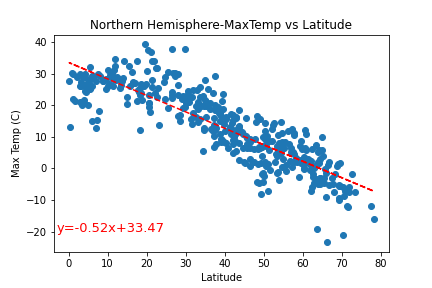 Northern Hemisphere-MaxTemp vs Latitude
40
30
20
10
0
−10
−20
Max Temp (C)
y=-0.52x+33.47
0 10 20 30 40 50 60 70 80
Latitude